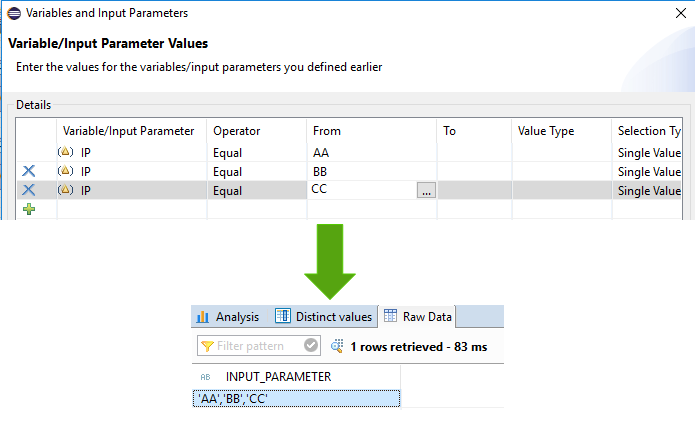 Variables and Input Parameters
Variable/Input Parameter Values
Enter the values for the variables/input parameters you defined earlier
Details
Variable/Input Parameter Operator From To Value Type Selection Ty
IP Equal AA Single Value
IP Equal BB Single Value
IP Equal CC ... Single Value
Analysis Distinct values Raw Data
Filter pattern 1 rows retrieved - 83 ms
AB INPUT_PARAMETER
'AA','BB','CC'